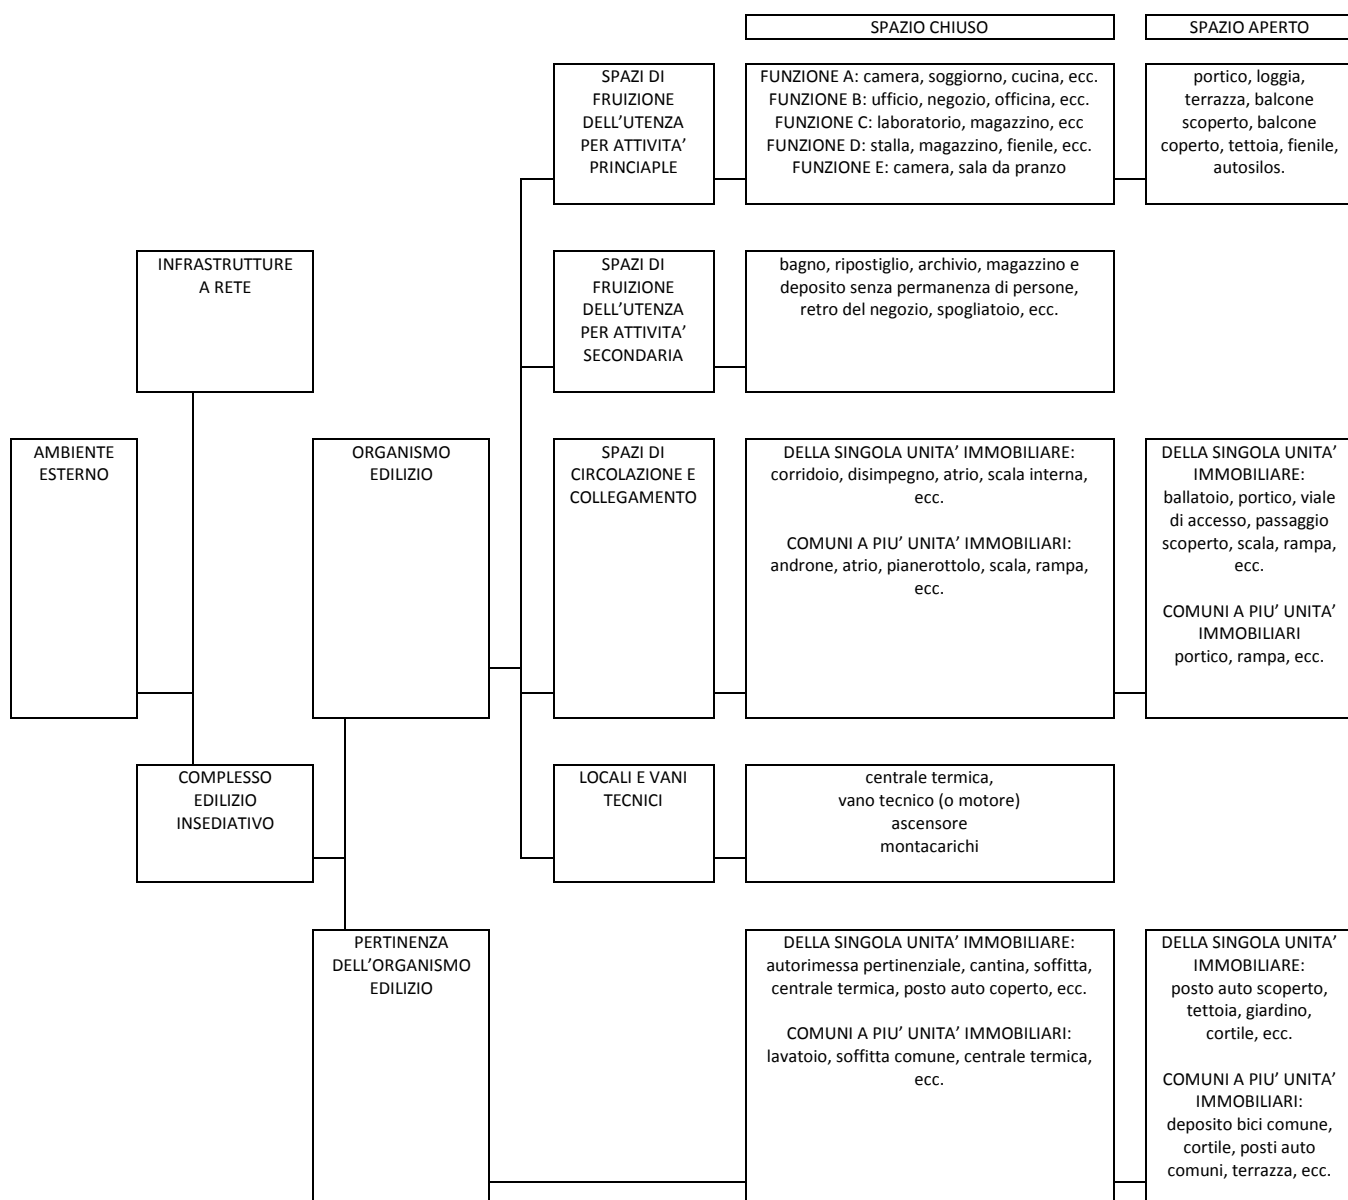 SPAZIO CHIUSO
SPAZIO APERTO
SPAZI DI
FRUIZIONE
DELL’UTENZA
PER ATTIVITA’
PRINCIAPLE
FUNZIONE A: camera, soggiorno, cucina, ecc.
FUNZIONE B: ufficio, negozio, officina, ecc.
FUNZIONE C: laboratorio, magazzino, ecc
FUNZIONE D: stalla, magazzino, fienile, ecc.
FUNZIONE E: camera, sala da pranzo
portico, loggia,
terrazza, balcone
scoperto, balcone
coperto, tettoia, fienile,
autosilos.
INFRASTRUTTURE
A RETE
SPAZI DI
FRUIZIONE
DELL’UTENZA
PER ATTIVITA’
SECONDARIA
bagno, ripostiglio, archivio, magazzino e
deposito senza permanenza di persone,
retro del negozio, spogliatoio, ecc.
AMBIENTE
ESTERNO
ORGANISMO
EDILIZIO
SPAZI DI
CIRCOLAZIONE E
COLLEGAMENTO
DELLA SINGOLA UNITA’ IMMOBILIARE:
corridoio, disimpegno, atrio, scala interna,
ecc.
COMUNI A PIU’ UNITA’ IMMOBILIARI:
androne, atrio, pianerottolo, scala, rampa,
ecc.
DELLA SINGOLA UNITA’
IMMOBILIARE:
ballatoio, portico, viale
di accesso, passaggio
scoperto, scala, rampa,
ecc.
COMUNI A PIU’ UNITA’
IMMOBILIARI
portico, rampa, ecc.
COMPLESSO
EDILIZIO
INSEDIATIVO
LOCALI E VANI
TECNICI
centrale termica,
vano tecnico (o motore)
ascensore
montacarichi
PERTINENZA
DELL’ORGANISMO
EDILIZIO
DELLA SINGOLA UNITA’ IMMOBILIARE:
autorimessa pertinenziale, cantina, soffitta,
centrale termica, posto auto coperto, ecc.
COMUNI A PIU’ UNITA’ IMMOBILIARI:
lavatoio, soffitta comune, centrale termica,
ecc.
DELLA SINGOLA UNITA’
IMMOBILIARE:
posto auto scoperto,
tettoia, giardino,
cortile, ecc.
COMUNI A PIU’ UNITA’
IMMOBILIARI:
deposito bici comune,
cortile, posti auto
comuni, terrazza, ecc.